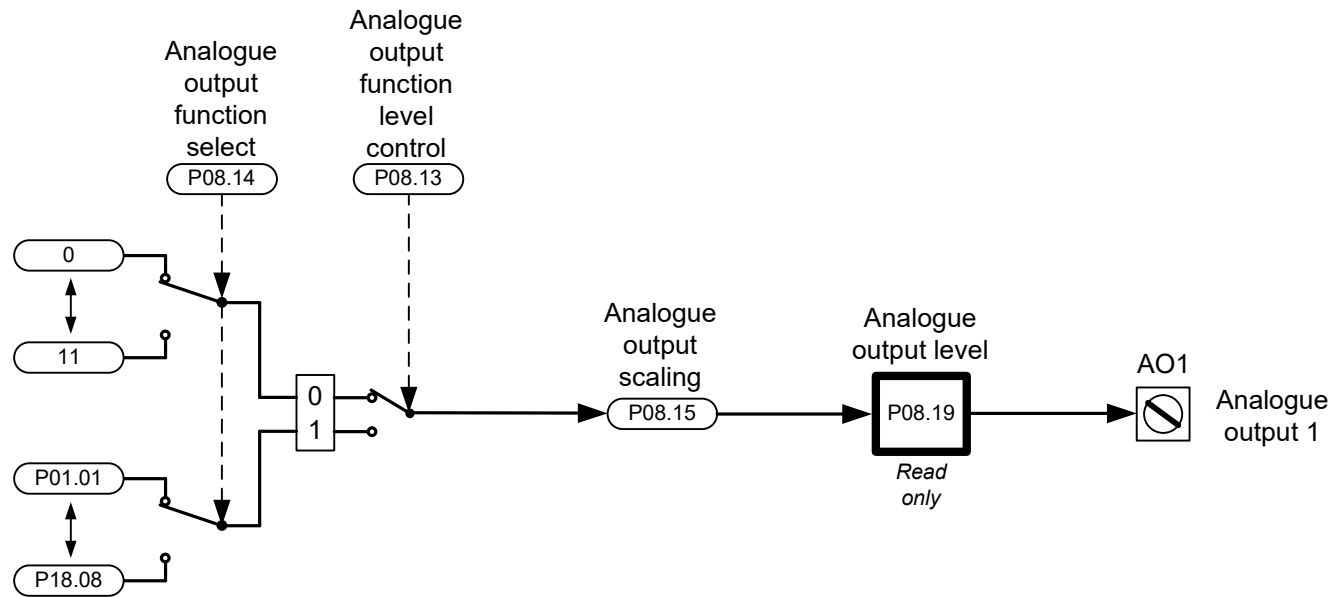 Analogue
output
function
select
P08.14
Analogue
output
function
level
control
P08.13
0
11
P01.01
P18.08
0
1
Analogue
output
scaling
P08.15
Analogue
output level
P08.19
Read
only
AO1
Analogue
output 1